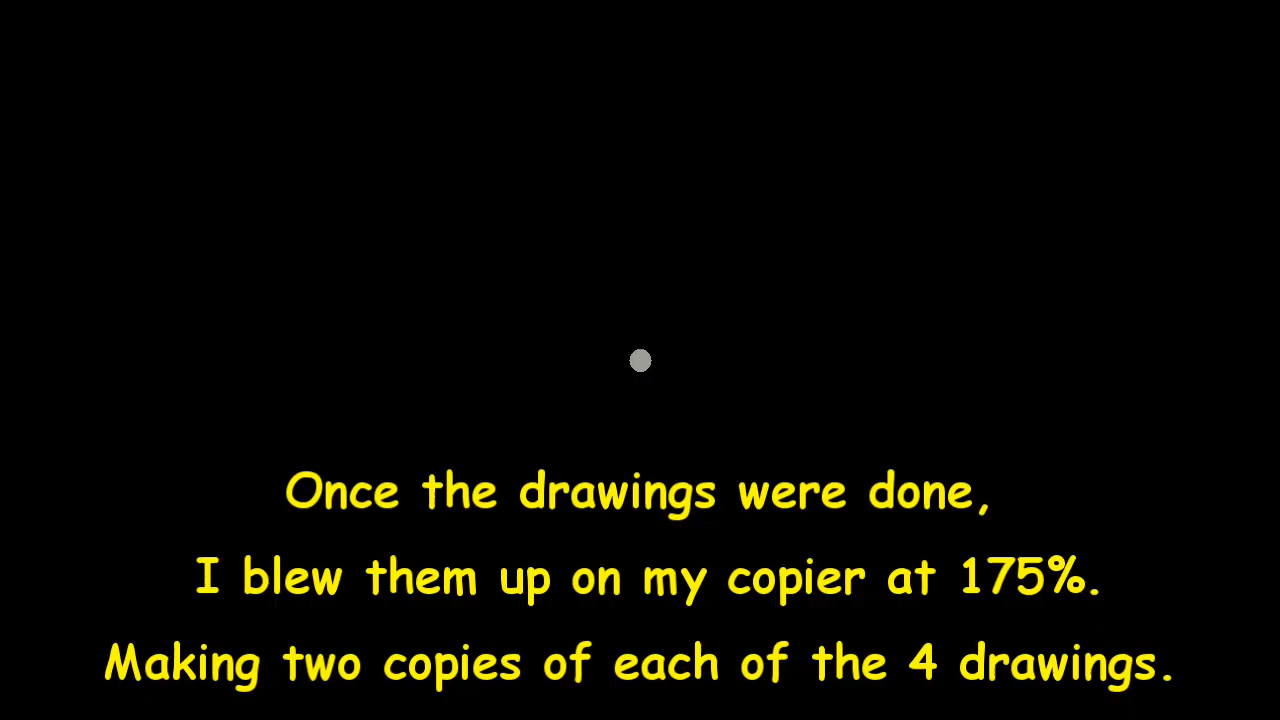 Once the drawings were done,
I blew them up on my copier at 175%.
Making two copies of each of the 4 drawings.